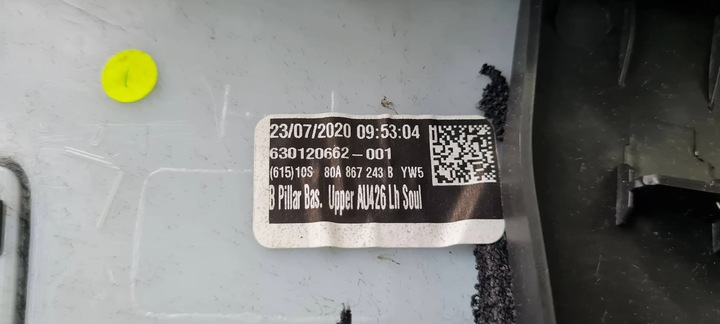 23/07/2020 09:53:04
630120662-001
(615)10S 80A 867 243 B YW5
B Pillar Bas. Upper AU426 Lh Soul